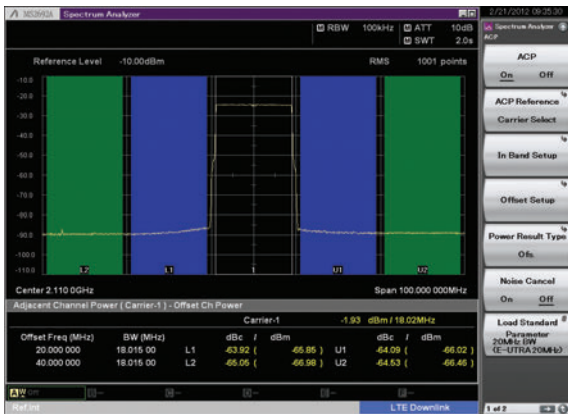 MS2692A Spectrum Analyzer
2/21/2012 09:35:30
RBW 100kHz ATT 10dB
SWT 2.0s
Spectrum Analyzer
ACP
Reference Level -10.00dBm RMS 1001 points
-10.0
-20.0
-30.0
-40.0
-50.0
-60.0
-70.0
-80.0
-90.0
-100.0
-110.0
L2 L1 1 U1 U2
Center 2.110 0GHz Span 100.000 000MHz
Adjacent Channel Power ( Carrier-1 ) - Offset Ch Power
Carrier-1 -1.93 dBm / 18.02MHz
Offset Freq (MHz) BW (MHz) dBc / dBm dBc / dBm
20.000 000 18.015 00 L1 -63.92 ( -65.85 ) U1 -64.09 ( -66.02 )
40.000 000 18.015 00 L2 -65.05 ( -66.98 ) U2 -64.53 ( -66.46 )
Off
Ref.Int LTE Downlink
ACP
On Off
ACP Reference
Carrier Select
In Band Setup
Offset Setup
Power Result Type
Ofs
Noise Cancel
On Off
Load Standard
Parameter
20MHz BW
(E-UTRA 20MHz)
1 of 2